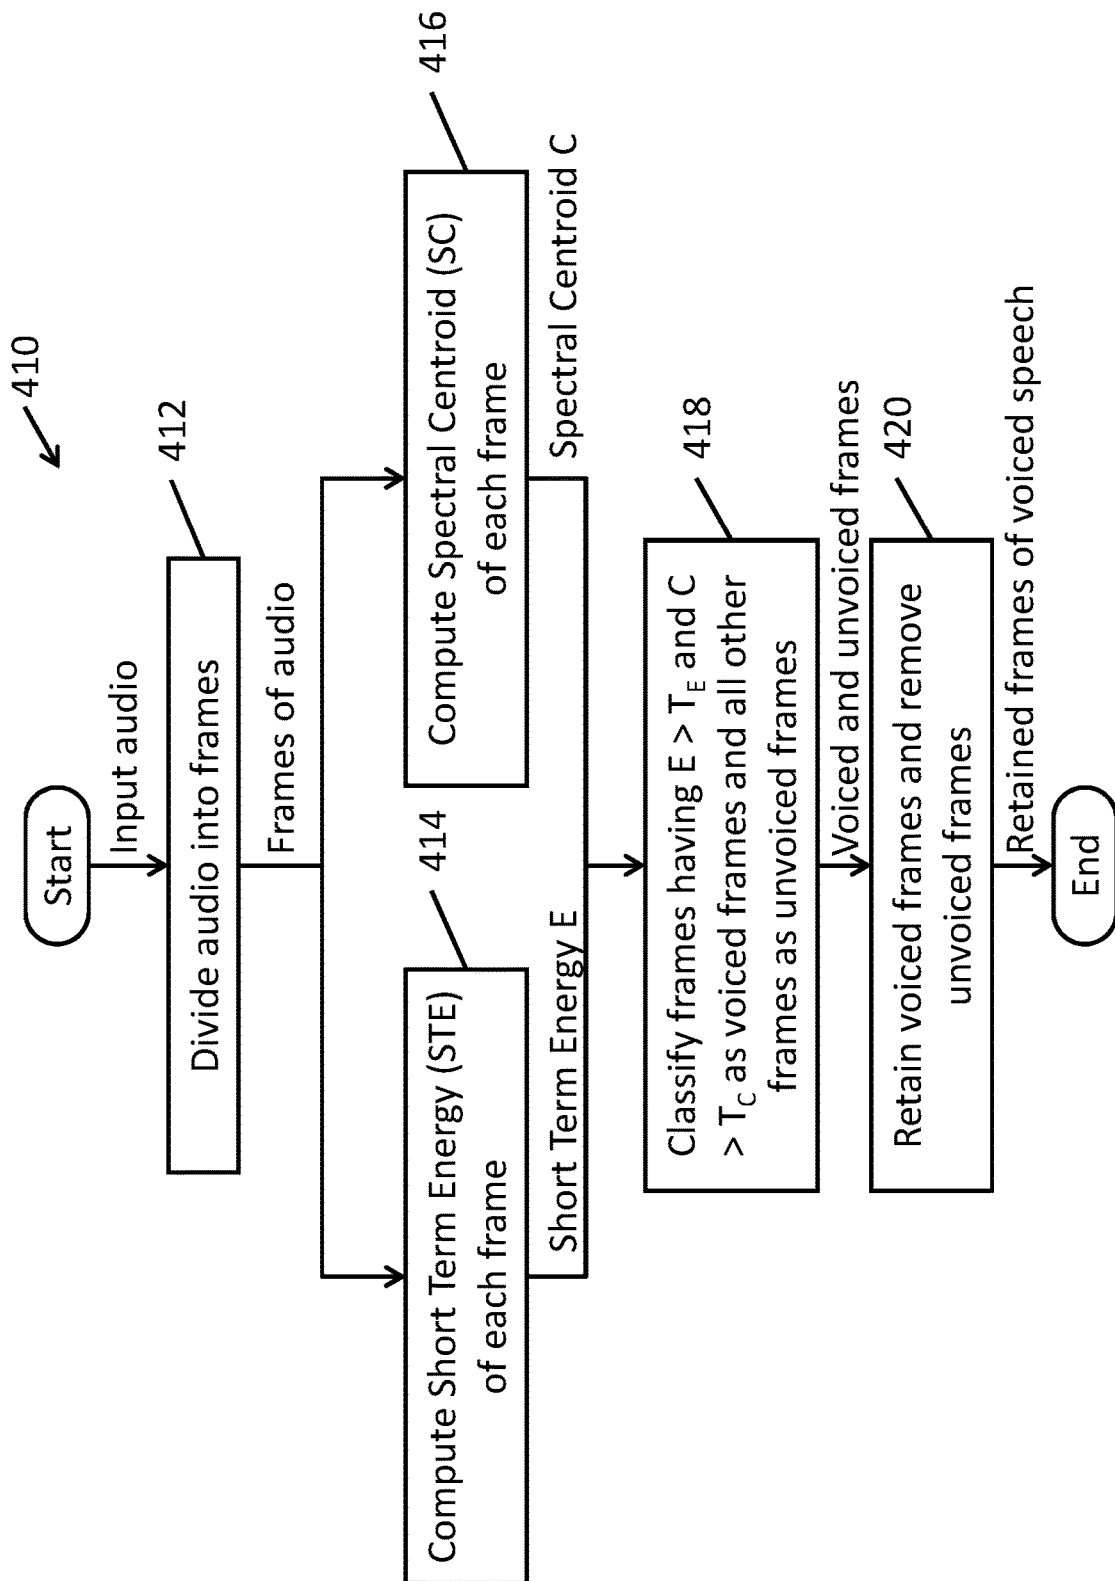 410
Start
Input audio
412
Divide audio into frames
Frames of audio
414
Compute Short Term Energy (STE)
of each frame
Short Term Energy E
416
Compute Spectral Centroid (SC)
of each frame
Spectral Centroid C
418
Classify frames having E > T_E and C
> T_C as voiced frames and all other
frames as unvoiced frames
Voiced and unvoiced frames
420
Retain voiced frames and remove
unvoiced frames
Retained frames of voiced speech
End